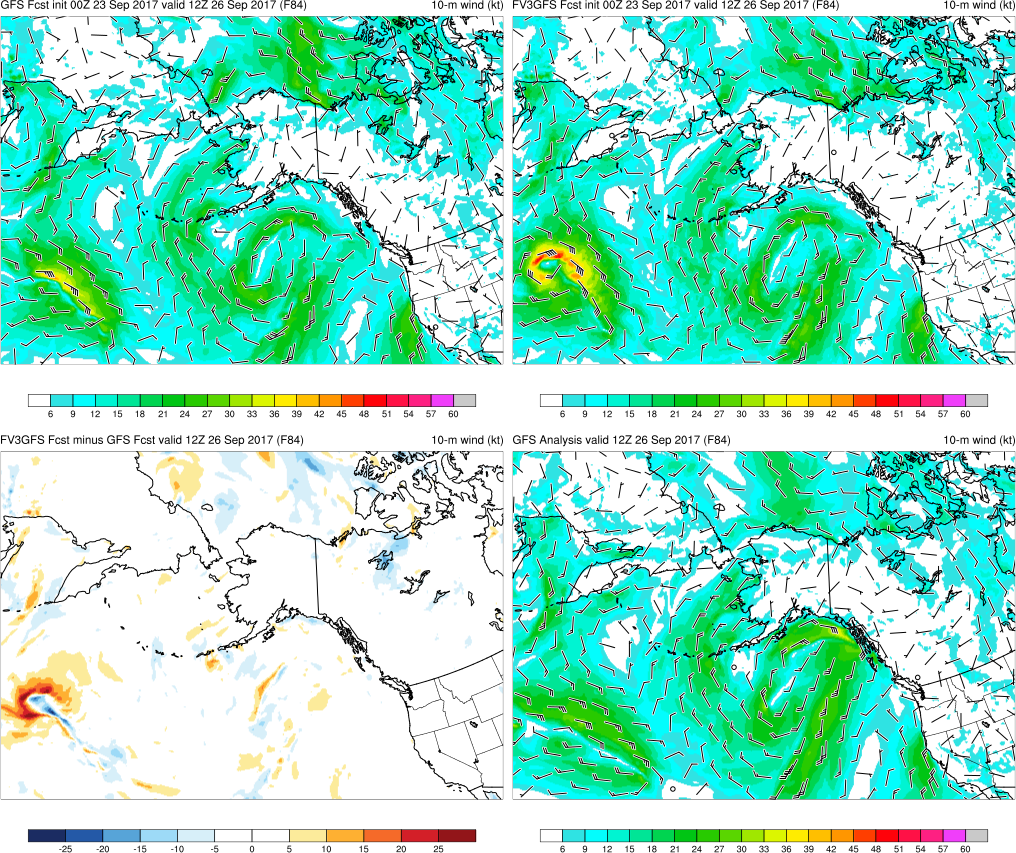 GFS Fcst init 00Z 23 Sep 2017 valid 12Z 26 Sep 2017 (F84) 10-m wind (kt)
FV3GFS Fcst init 00Z 23 Sep 2017 valid 12Z 26 Sep 2017 (F84) 10-m wind (kt)
6 9 12 15 18 21 24 27 30 33 36 39 42 45 48 51 54 57 60
6 9 12 15 18 21 24 27 30 33 36 39 42 45 48 51 54 57 60
FV3GFS Fcst minus GFS Fcst valid 12Z 26 Sep 2017 (F84) 10-m wind (kt)
GFS Analysis valid 12Z 26 Sep 2017 (F84) 10-m wind (kt)
-25 -20 -15 -10 -5 0 5 10 15 20 25
6 9 12 15 18 21 24 27 30 33 36 39 42 45 48 51 54 57 60